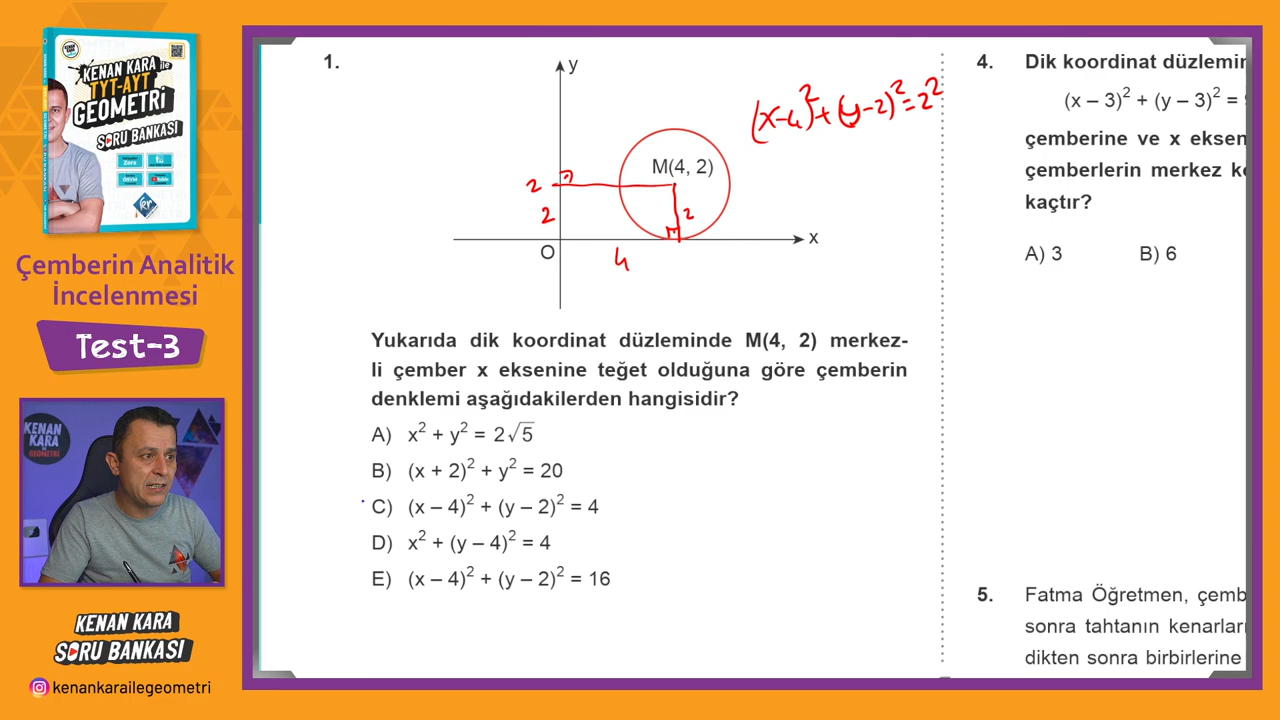 KENAN KARA ile
TYT-AYT
GEOMETRİ
SORU BANKASI
Çemberin Analitik
İncelenmesi
Test-3
KENAN
KARA
KENAN KARA
SORU BANKASI
kenankarailegeometri
1.
y
(x-4)² + (y-2)² = 2²
M(4, 2)
2
2
2
O
x
4
Yukarıda dik koordinat düzleminde M(4, 2) merkez-
li çember x eksenine teğet olduğuna göre çemberin
denklemi aşağıdakilerden hangisidir?
A) x² + y² = 2√5
B) (x + 2)² + y² = 20
C) (x – 4)² + (y – 2)² = 4
D) x² + (y – 4)² = 4
E) (x – 4)² + (y – 2)² = 16
4. Dik koordinat düzlemin
(x – 3)² + (y – 3)² =
çemberine ve x eksen
çemberlerin merkez k
kaçtır?
A) 3 B) 6
5. Fatma Öğretmen, çemb
sonra tahtanın kenarları
dikten sonra birbirlerine